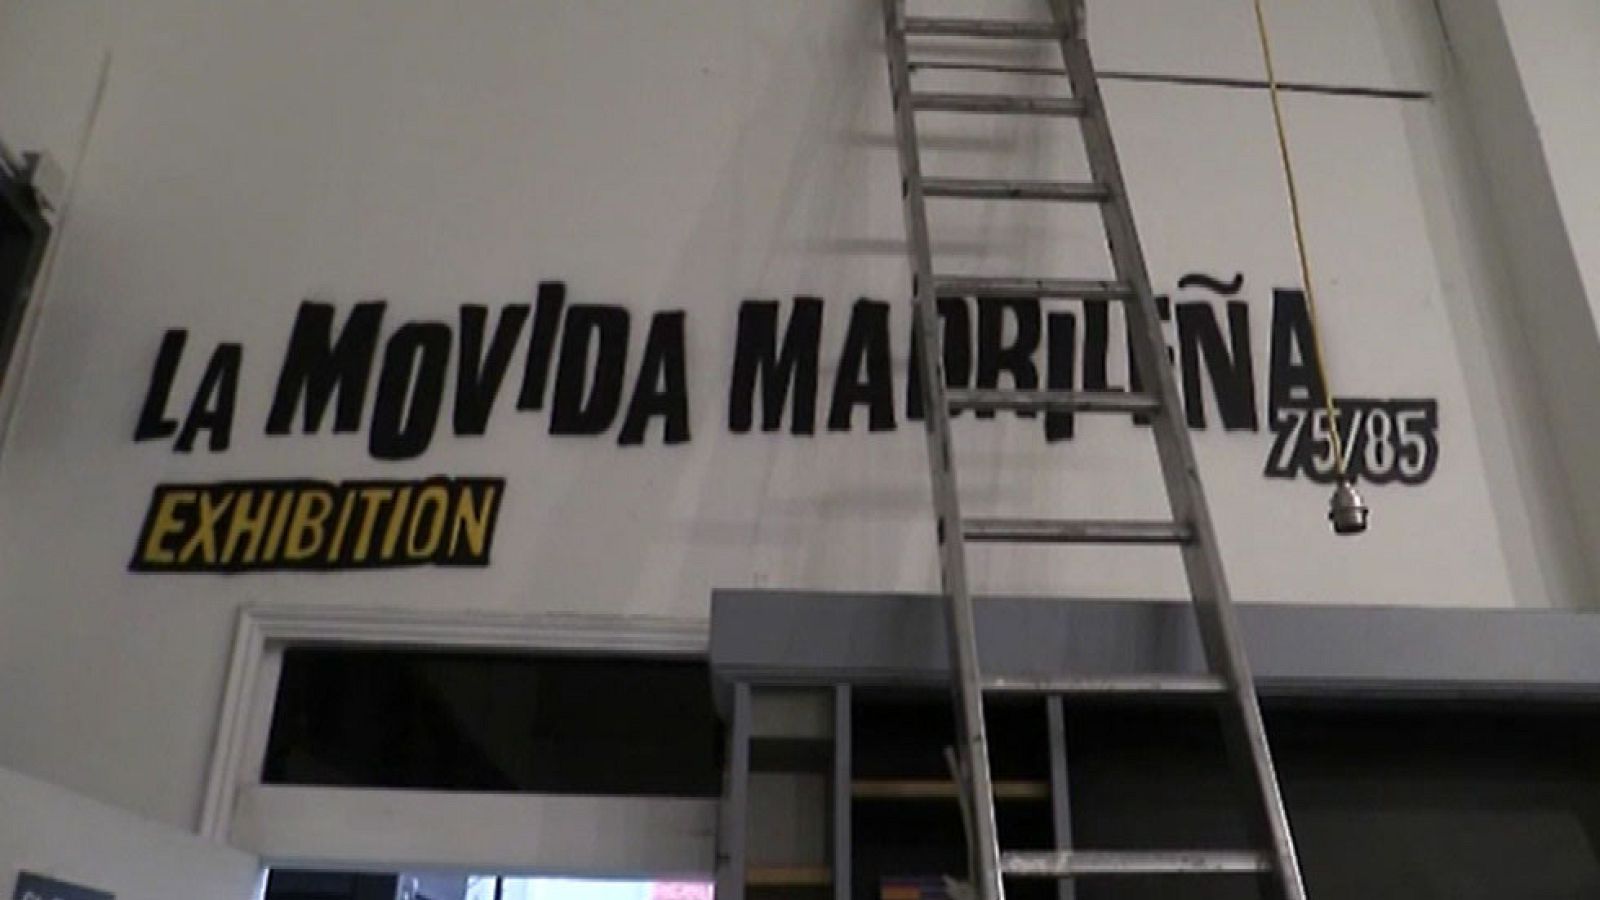 LA MOVIDA MADRILEÑA
75/85
EXHIBITION